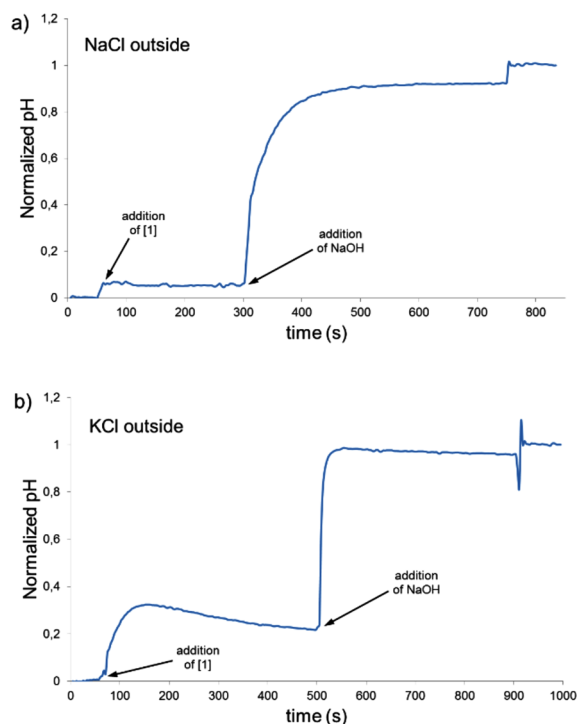 a)
NaCl outside
Normalized pH
1,2
1
0,8
0,6
0,4
0,2
0
addition
of [1]
addition
of NaOH
0 100 200 300 400 500 600 700 800
time (s)
b)
KCl outside
Normalized pH
1,2
1
0,8
0,6
0,4
0,2
0
addition
of [1]
addition
of NaOH
0 100 200 300 400 500 600 700 800 900 1000
time (s)